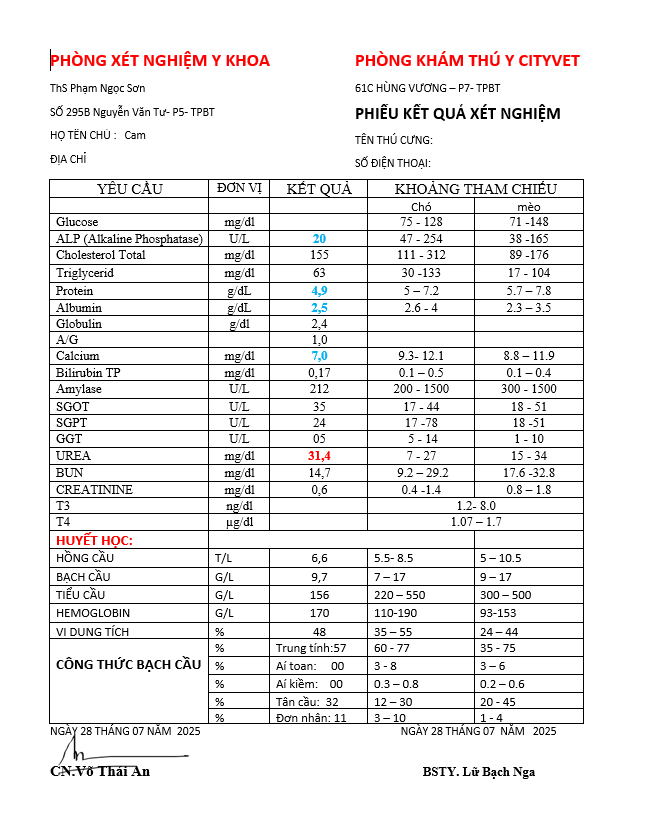 PHÒNG XÉT NGHIỆM Y KHOA PHÒNG KHÁM THÚ Y CITYVET
ThS Phạm Ngọc Sơn 61C HÙNG VƯƠNG – P7- TPBT
SỐ 295B Nguyễn Văn Tư- P5- TPBT PHIẾU KẾT QUẢ XÉT NGHIỆM
HỌ TÊN CHỦ : Cam TÊN THÚ CƯNG:
ĐỊA CHỈ SỐ ĐIỆN THOẠI:
YÊU CẦU ĐƠN VỊ KẾT QUẢ KHOẢNG THAM CHIẾU
Chó mèo
Glucose mg/dl 75 - 128 71 -148
ALP (Alkaline Phosphatase) U/L 20 47 - 254 38 -165
Cholesterol Total mg/dl 155 111 - 312 89 -176
Triglycerid mg/dl 63 30 -133 17 - 104
Protein g/dL 4,9 5 – 7.2 5.7 – 7.8
Albumin g/dL 2,5 2.6 - 4 2.3 – 3.5
Globulin g/dl 2,4
A/G 1,0
Calcium mg/dl 7,0 9.3- 12.1 8.8 – 11.9
Bilirubin TP mg/dl 0,17 0.1 – 0.5 0.1 – 0.4
Amylase U/L 212 200 - 1500 300 - 1500
SGOT U/L 35 17 - 44 18 - 51
SGPT U/L 24 17 -78 18 -51
GGT U/L 05 5 - 14 1 - 10
UREA mg/dl 31,4 7 - 27 15 - 34
BUN mg/dl 14,7 9.2 – 29.2 17.6 -32.8
CREATININE mg/dl 0,6 0.4 -1.4 0.8 – 1.8
T3 ng/dl 1.2- 8.0
T4 µg/dl 1.07 – 1.7
HUYẾT HỌC:
HỒNG CẦU T/L 6,6 5.5- 8.5 5 – 10.5
BẠCH CẦU G/L 9,7 7 – 17 9 – 17
TIỂU CẦU G/L 156 220 – 550 300 – 500
HEMOGLOBIN G/L 170 110-190 93-153
VI DUNG TÍCH % 48 35 – 55 24 – 44
CÔNG THỨC BẠCH CẦU % Trung tính:57 60 - 77 35 - 75
% Aí toan: 00 3 - 8 3 – 6
% Aí kiềm: 00 0.3 – 0.8 0.2 – 0.6
% Tân cầu: 32 12 – 30 20 - 45
% Đơn nhân: 11 3 – 10 1 - 4
NGÀY 28 THÁNG 07 NĂM 2025 NGÀY 28 THÁNG 07 NĂM 2025
CN.Võ Thái An BSTY. Lữ Bạch Nga